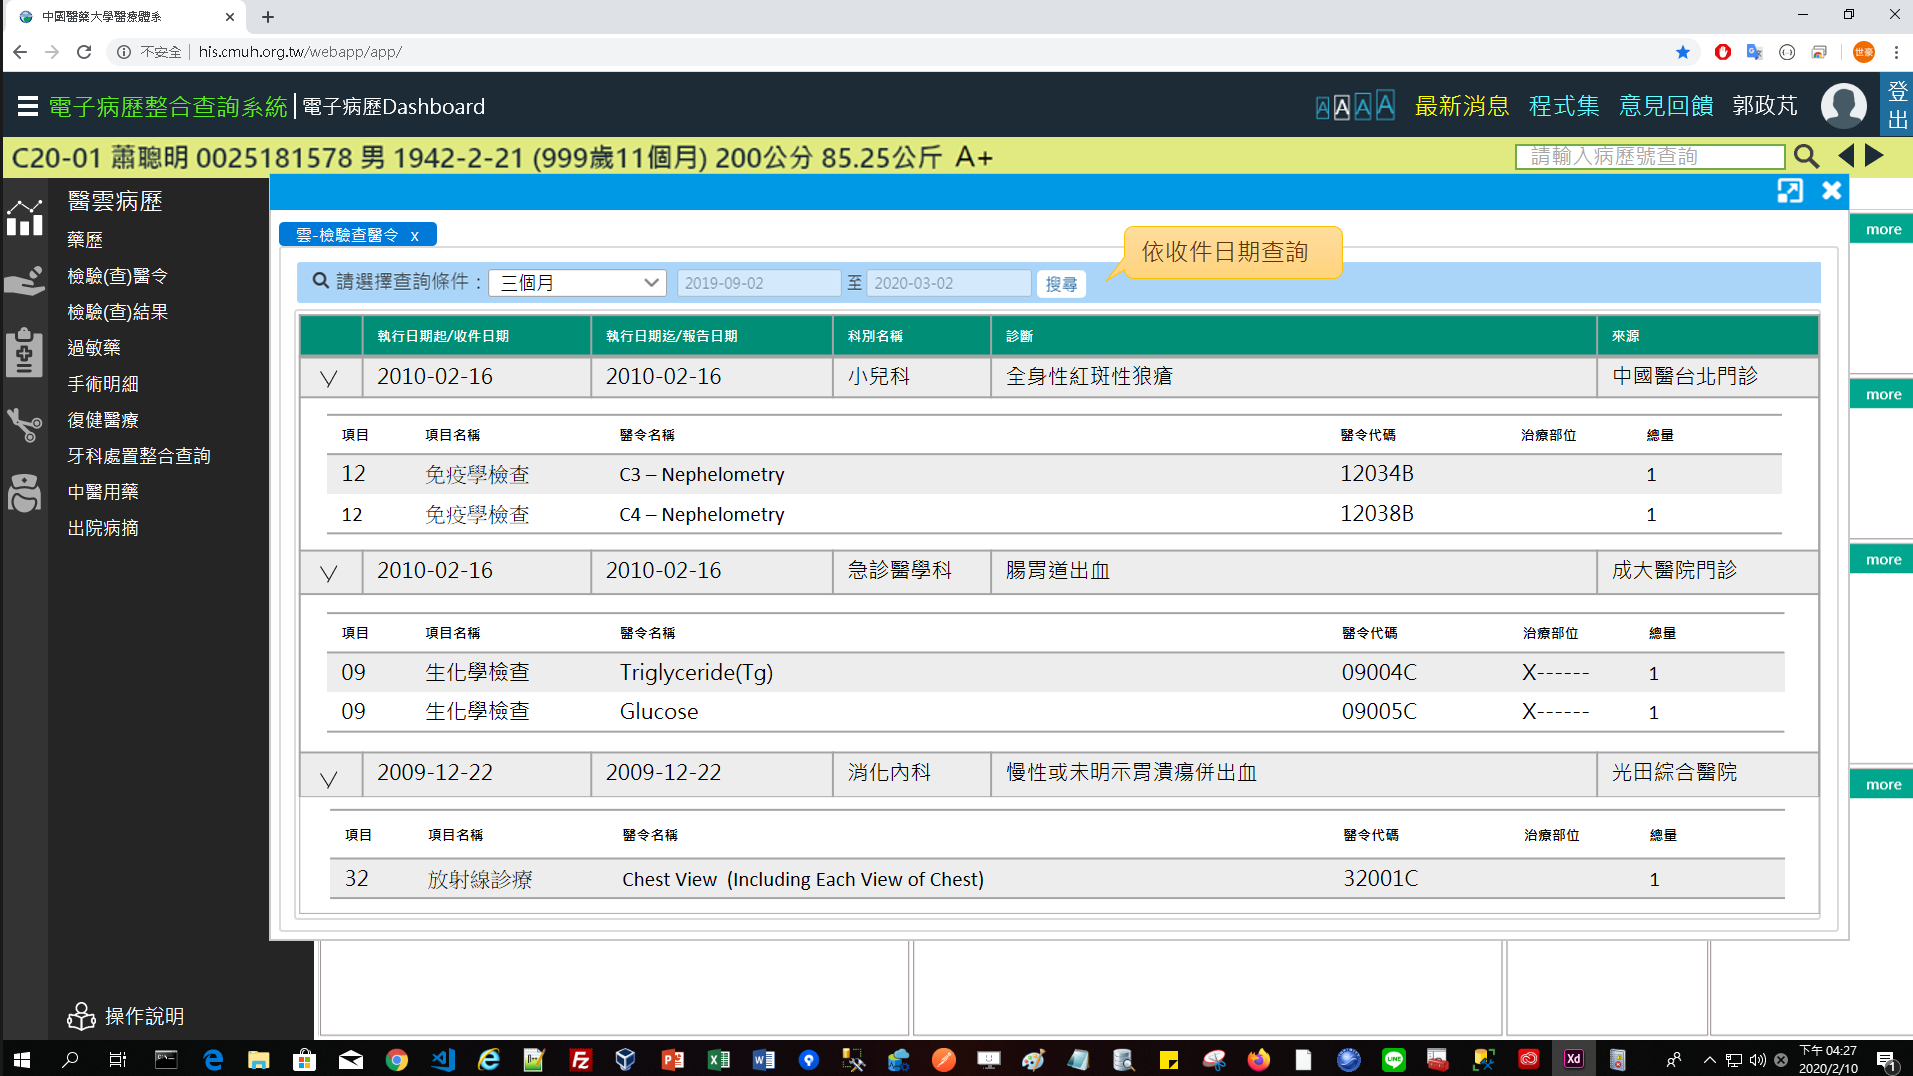 中國醫藥大學醫療體系
不安全 his.cmuh.org.tw/webapp/app/
世豪
電子病歷整合查詢系統 電子病歷Dashboard
A A A A 最新消息 程式集 意見回饋 郭政芃 登出
C20-01 蕭聰明 0025181578 男 1942-2-21 (999歲11個月) 200公分 85.25公斤 A+
請輸入病歷號查詢
醫雲病歷
藥歷
檢驗(查)醫令
檢驗(查)結果
過敏藥
手術明細
復健醫療
牙科處置整合查詢
中醫用藥
出院病摘
操作說明
雲-檢驗查醫令 x
依收件日期查詢
請選擇查詢條件： 三個月 2019-09-02 至 2020-03-02 搜尋
執行日期起/收件日期 執行日期迄/報告日期 科別名稱 診斷 來源
2010-02-16 2010-02-16 小兒科 全身性紅斑性狼瘡 中國醫台北門診
項目 項目名稱 醫令名稱 醫令代碼 治療部位 總量
12 免疫學檢查 C3 – Nephelometry 12034B 1
12 免疫學檢查 C4 – Nephelometry 12038B 1
2010-02-16 2010-02-16 急診醫學科 腸胃道出血 成大醫院門診
項目 項目名稱 醫令名稱 醫令代碼 治療部位 總量
09 生化學檢查 Triglyceride(Tg) 09004C X------ 1
09 生化學檢查 Glucose 09005C X------ 1
2009-12-22 2009-12-22 消化內科 慢性或未明示胃潰瘍併出血 光田綜合醫院
項目 項目名稱 醫令名稱 醫令代碼 治療部位 總量
32 放射線診療 Chest View (Including Each View of Chest) 32001C 1
more
more
more
more
下午 04:27
2020/2/10
1